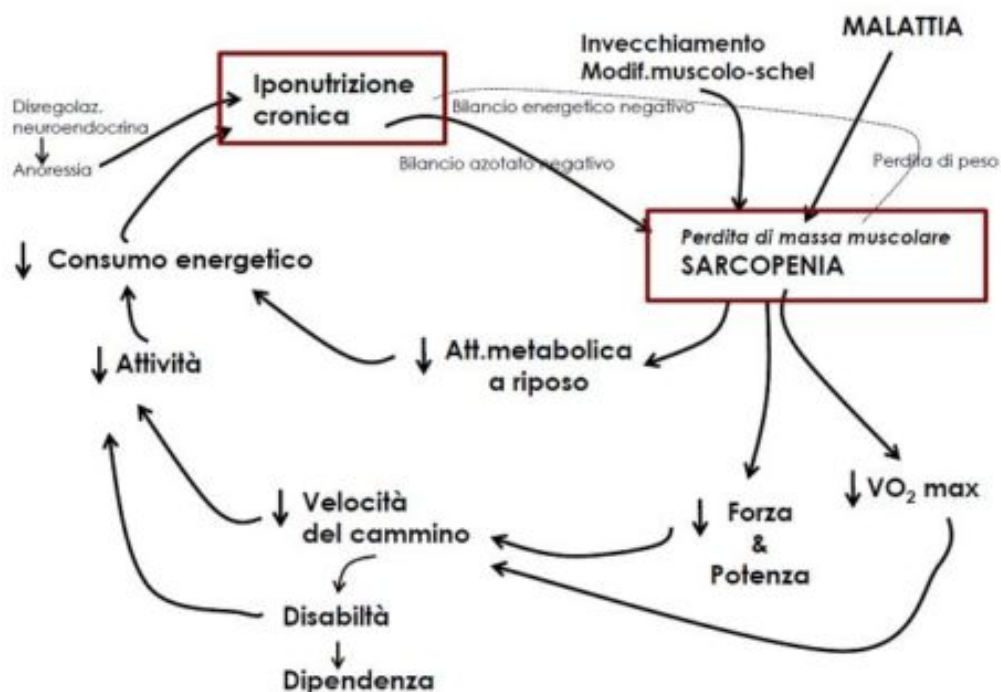 MALATTIA
Invecchiamento
Modif.muscolo-schel
Iponutrizione
cronica
Disregolaz.
neuroendocrina
Anoressia
Bilancio energetico negativo
Bilancio azotato negativo
Perdita di peso
Perdita di massa muscolare
SARCOPENIA
↓ Consumo energetico
↓ Attività
↓ Att.metabolica
a riposo
↓ Velocità
del cammino
↓ Forza
&
Potenza
↓ VO₂ max
Disabiltà
Dipendenza